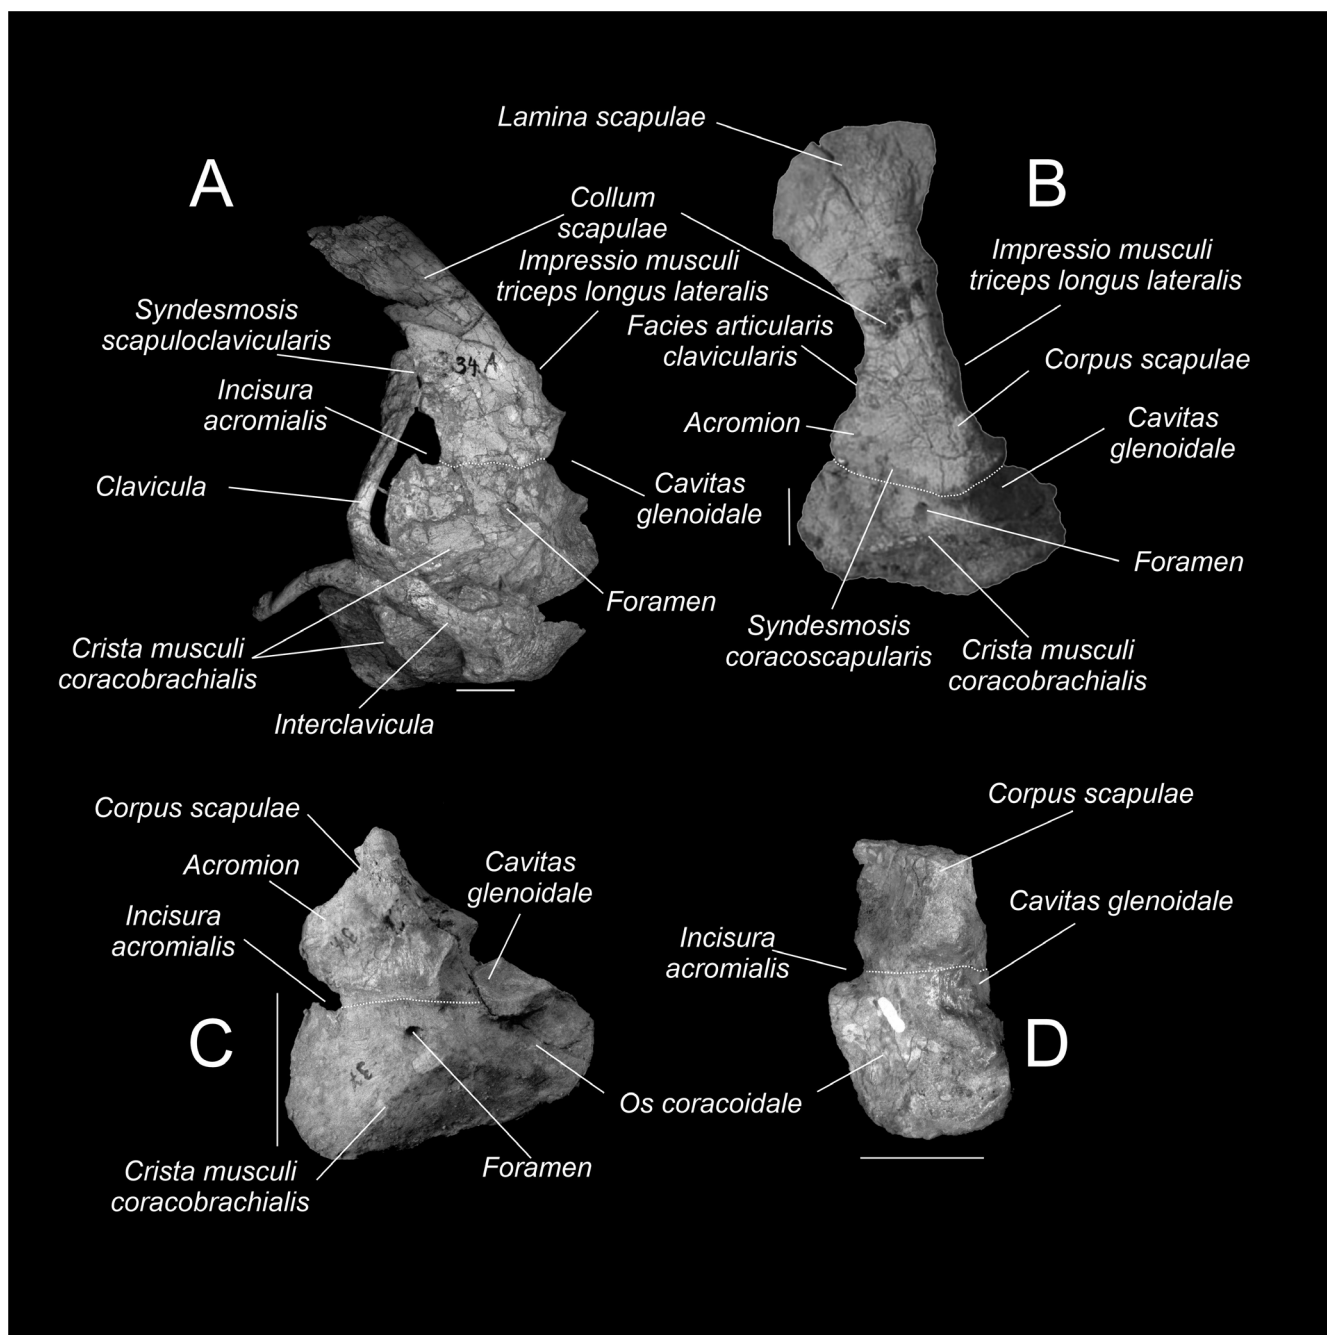 A
B
Lamina scapulae
Collum
scapulae
Impressio musculi
triceps longus lateralis
Impressio musculi
triceps longus lateralis
Syndesmosis
scapuloclavicularis
Facies articularis
clavicularis
Corpus scapulae
34. A
Incisura
acromialis
Acromion
Cavitas
glenoidale
Clavicula
Cavitas
glenoidale
Foramen
Foramen
Syndesmosis
coracoscapularis
Crista musculi
coracobrachialis
Crista musculi
coracobrachialis
Interclavicula
Corpus scapulae
Acromion
Cavitas
glenoidale
Incisura
acromialis
C
37
Crista musculi
coracobrachialis
Foramen
Os coracoidale
Corpus scapulae
Cavitas glenoidale
Incisura
acromialis
D